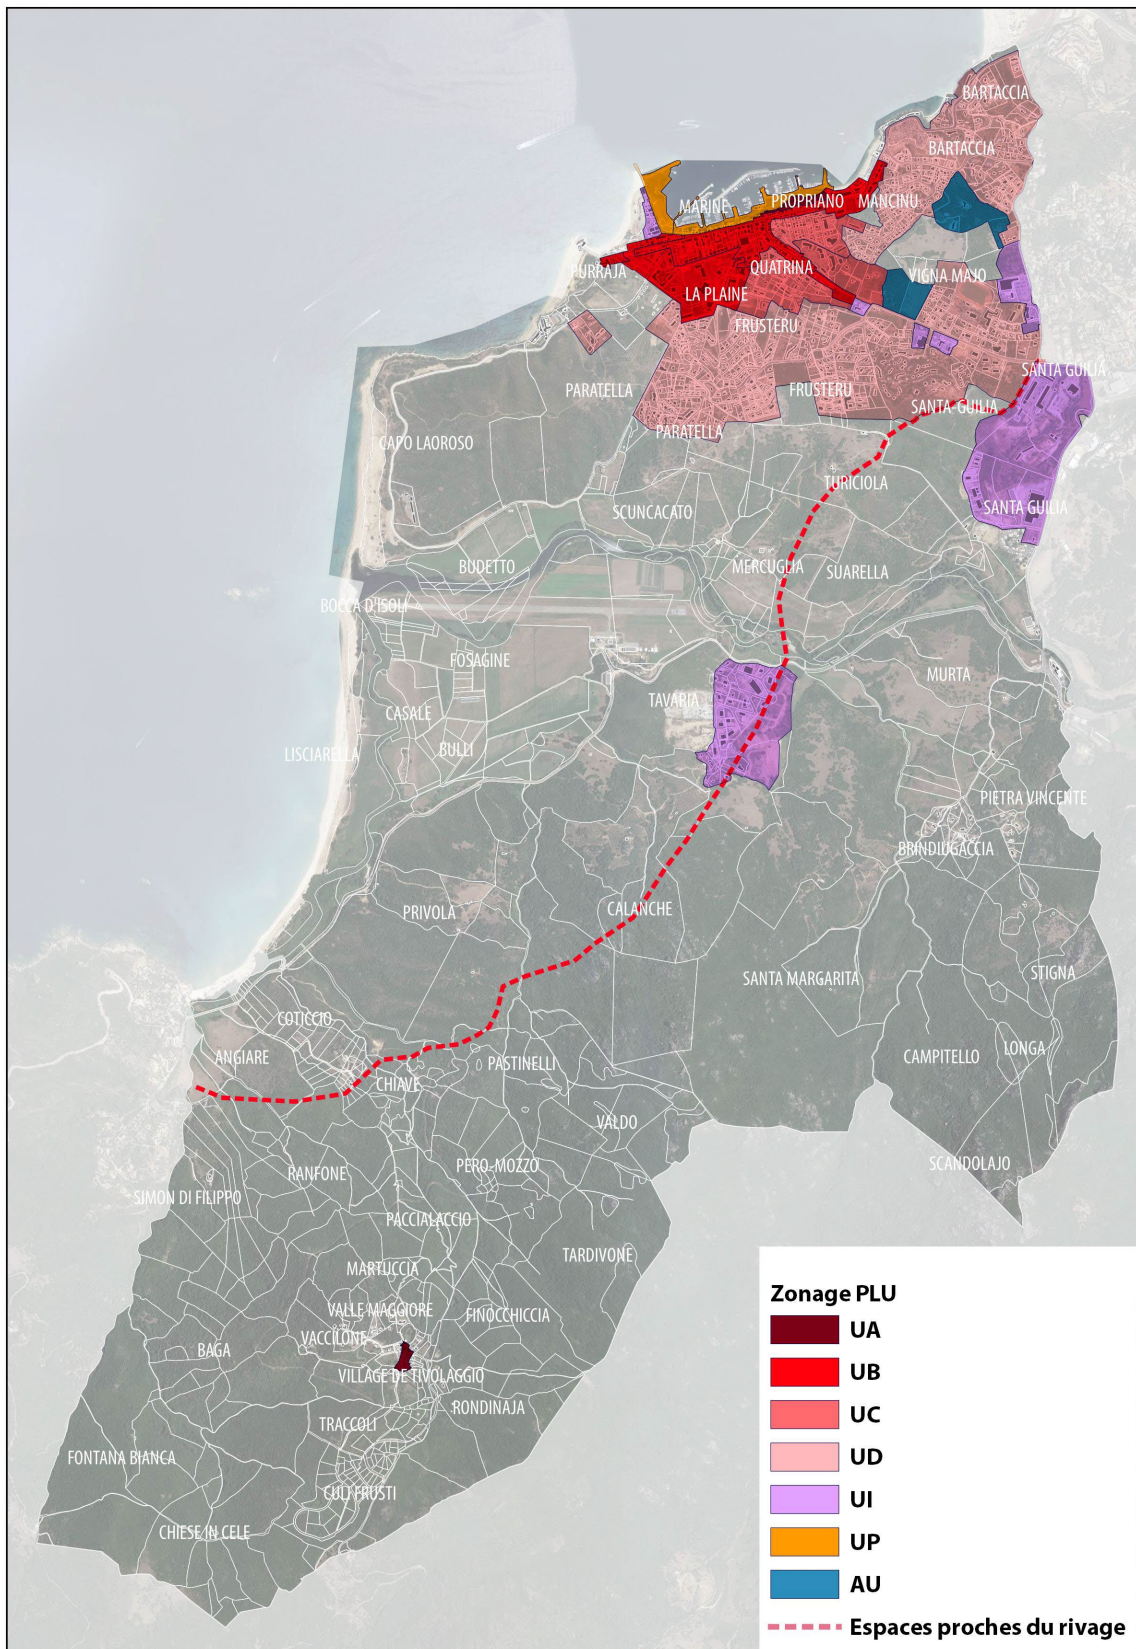 BARTACCIA
BARTACCIA
MARINE
PROPRIANO
MANCINU
PURRAJA
QUATRINA
VIGNA MAJO
LA PLAINE
FRUSTERU
SANTA GUILIA
PARATELLA
FRUSTERU
SANTA-GUILIA
PARATELLA
CAPO LAOROSO
TURICIOLA
SCUNCACATO
SANTA GUILIA
BUDETTO
MERCUGLIA
SUARELLA
BOCCA D'ISOLI
FOSAGINE
MURTA
TAVARIA
CASALE
BULLI
LISCIARELLA
PIETRA VINCENTE
BRINDIUGACCIA
PRIVOLA
CALANCHE
SANTA MARGARITA
STIGNA
COTICCIO
ANGIARE
LONGA
CAMPITELLO
PASTINELLI
CHIAVE
VALDO
PERO-MOZZO
SCANDOLAJO
RANFONE
SIMON DI FILIPPO
PACCIALACCIO
TARDIVONE
MARTUCCIA
VALLE MAGGIORE
FINOCCHICCIA
VACCILONE
BAGA
VILLAGE DE TIVOLAGGIO
RONDINAJA
TRACCOLI
FONTANA BIANCA
CULI FRUSTI
CHIESE IN CELE
Zonage PLU
UA
UB
UC
UD
UI
UP
AU
Espaces proches du rivage